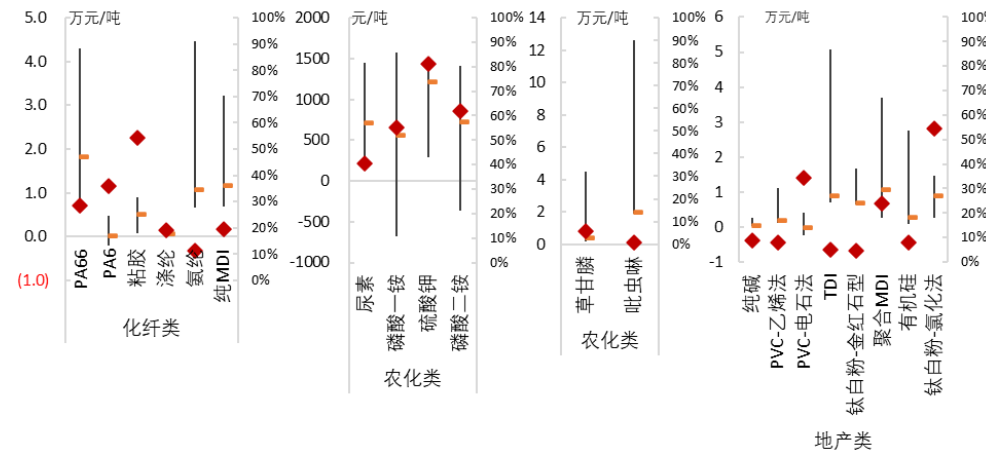 万元/吨
5.0
4.0
3.0
2.0
1.0
0.0
(1.0)
100%
90%
80%
70%
60%
50%
40%
30%
20%
10%
0%
PA66
PA6
粘胶
涤纶
氨纶
纯MDI
化纤类
元/吨
2000
1500
1000
500
0
-500
-1000
100%
90%
80%
70%
60%
50%
40%
30%
20%
10%
0%
尿素
磷酸一铵
硫酸钾
磷酸二铵
农化类
万元/吨
14
12
10
8
6
4
2
0
100%
90%
80%
70%
60%
50%
40%
30%
20%
10%
0%
草甘膦
吡虫啉
农化类
万元/吨
6
5
4
3
2
1
0
-1
100%
90%
80%
70%
60%
50%
40%
30%
20%
10%
0%
纯碱
PVC-乙烯法
PVC-电石法
TDI
钛白粉-金红石型
聚合MDI
有机硅
钛白粉-氯化法
地产类